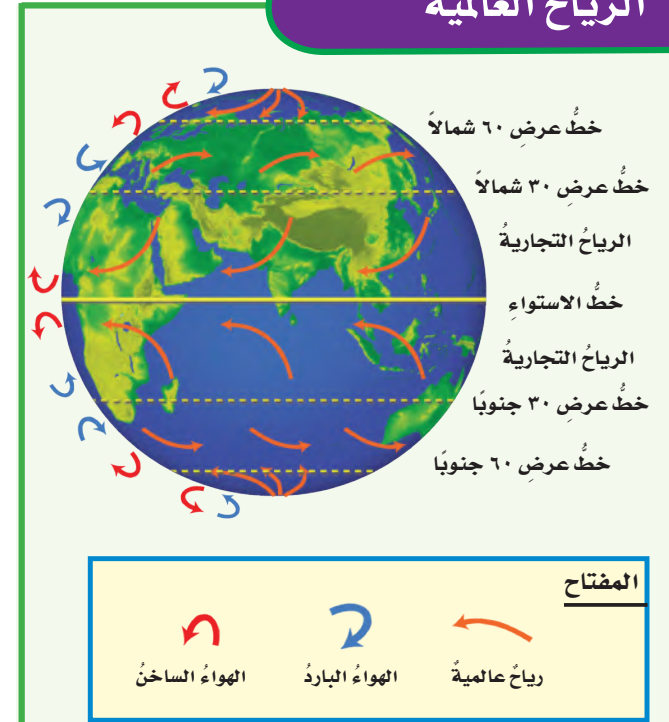 الرياح العالمية
خطُّ عرضِ ٦٠ شمالاً
خطُّ عرضِ ٣٠ شمالاً
الرياحُ التجاريةُ
خطُّ الاستواءِ
الرياحُ التجاريةُ
خطُّ عرضِ ٣٠ جنوبًا
خطُّ عرضِ ٦٠ جنوبًا
المفتاح
رياحٌ عالميةٌ
الهواءُ الباردُ
الهواءُ الساخنُ